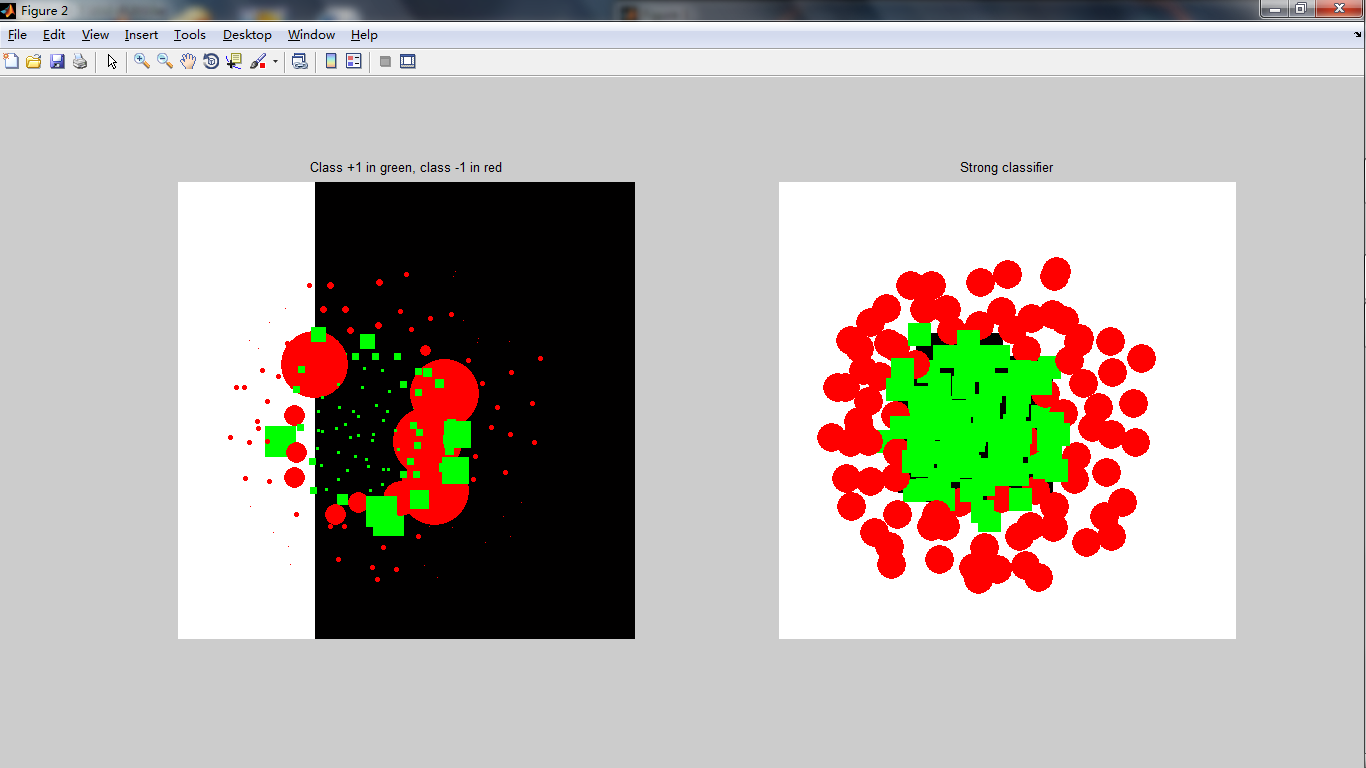 Figure 2
File Edit View Insert Tools Desktop Window Help
Class +1 in green, class -1 in red
Strong classifier